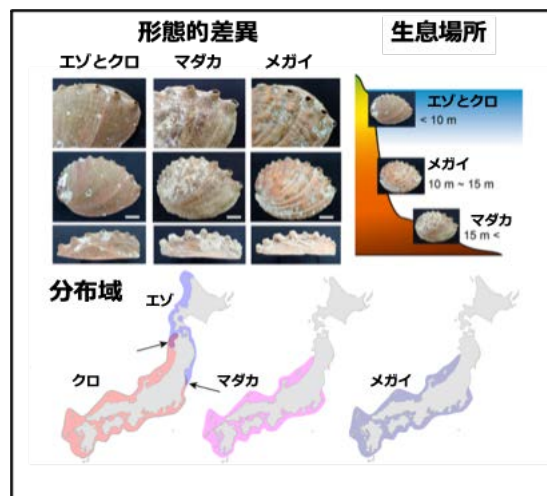 形態的差異
生息場所
エゾとクロ
マダカ
メガイ
エゾとクロ
< 10 m
メガイ
10 m ~ 15 m
マダカ
15 m <
分布域
エゾ
クロ
マダカ
メガイ